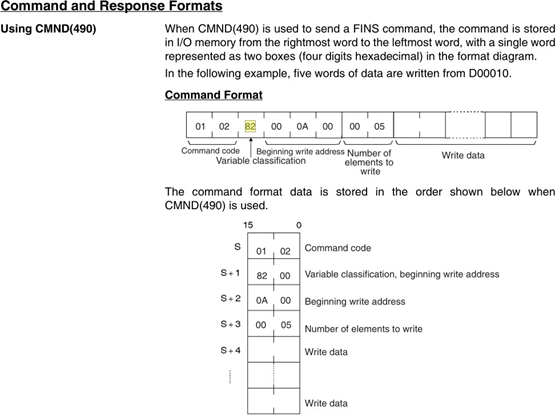 Command and Response Formats
Using CMND(490)
When CMND(490) is used to send a FINS command, the command is stored
in I/O memory from the rightmost word to the leftmost word, with a single word
represented as two boxes (four digits hexadecimal) in the format diagram.
In the following example, five words of data are written from D00010.
Command Format
01 02 82 00 0A 00 00 05
Command code
Variable classification
Beginning write address
Number of
elements to
write
Write data
The command format data is stored in the order shown below when
CMND(490) is used.
15 0
S 01 02 Command code
S+1 82 00 Variable classification, beginning write address
S+2 0A 00 Beginning write address
S+3 00 05 Number of elements to write
S+4 Write data
Write data